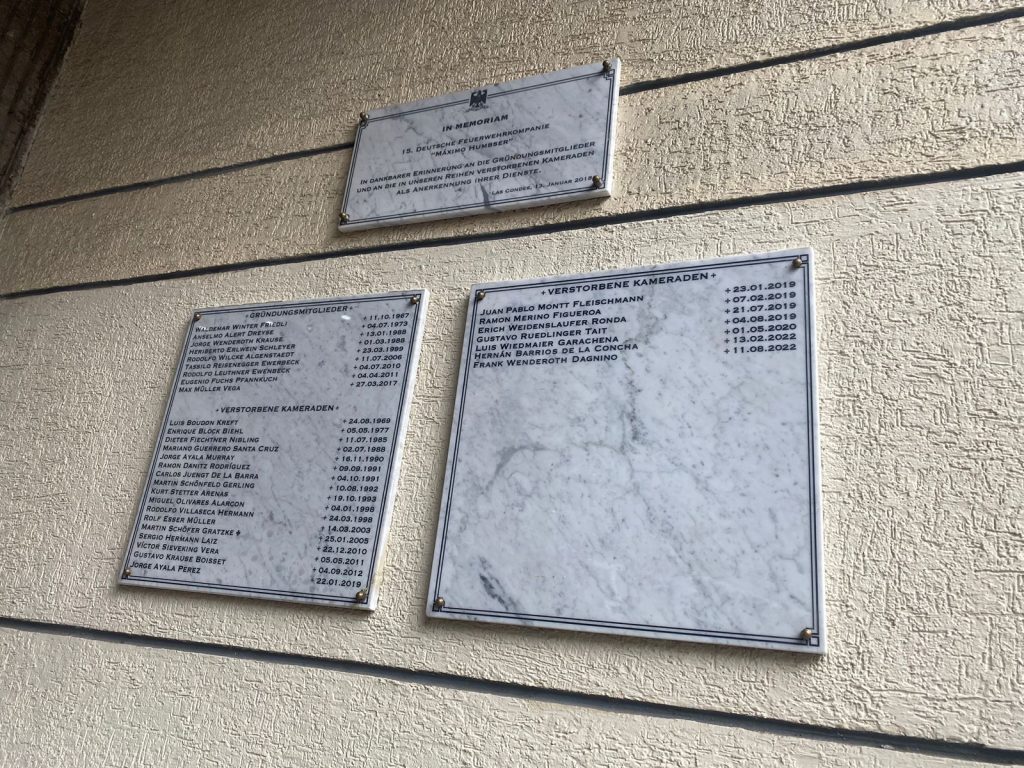 IN MEMORIAM
15. DEUTSCHE FEUERWEHRKOMPANIE
"MÁXIMO HUMBSER"
IN DANKBARER ERINNERUNG AN DIE GRÜNDUNGSMITGLIEDER
UND AN DIE IN UNSEREN REIHEN VERSTORBENEN KAMERADEN
ALS ANERKENNUNG IHRER DIENSTE.
LAS CONDES, 13. JANUAR 2018
+GRÜNDUNGSMITGLIEDER+
WALDEMAR WINTER FRIEDLI +11.10.1967
ANSELMO ALERT DREYSE +04.07.1973
JORGE WENDEROTH KRAUSE +13.01.1988
HERIBERTO ERLWEIN SCHLEYER +01.03.1988
RODOLFO WILCKE ALGENSTAEDT +23.03.1999
TASSILO REISENEGGER EWERBECK +11.07.2006
RODOLFO LEUTHNER EWENBECK +04.07.2010
EUGENIO FUCHS PFANNKUCH +04.04.2011
MAX MÜLLER VEGA +27.03.2017
+VERSTORBENE KAMERADEN+
LUIS BOUDON KREFT +24.08.1969
ENRIQUE BLOCK BIEHL +05.05.1977
DIETER FIECHTNER NIBLING +11.07.1985
MARIANO GUERRERO SANTA CRUZ +02.07.1988
JORGE AYALA MURRAY +16.11.1990
RAMON DANITZ RODRÍGUEZ +09.09.1991
CARLOS JUENGT DE LA BARRA +04.10.1991
MARTIN SCHÖNFELD GERLING +10.08.1992
KURT STETTER ARENAS +19.10.1993
MIGUEL OLIVARES ALARCON +04.01.1998
RODOLFO VILLASECA HERMANN +24.03.1998
ROLF ESSER MÜLLER +14.03.2003
MARTIN SCHÖFER GRATZKE +25.01.2005
SERGIO HERMANN LAIZ +22.12.2010
VÍCTOR SIEVEKING VERA +05.05.2011
GUSTAVO KRAUSE BOISSET +04.09.2012
JORGE AYALA PEREZ +22.01.2019
+VERSTORBENE KAMERADEN+
JUAN PABLO MONTT FLEISCHMANN +23.01.2019
RAMON MERINO FIGUEROA +07.02.2019
ERICH WEIDENSLAUFER RONDA +21.07.2019
GUSTAVO RUEDLINGER TAIT +04.08.2019
LUIS WIEDMAIER GARACHENA +01.05.2020
HERNÁN BARRIOS DE LA CONCHA +13.02.2022
FRANK WENDEROTH DAGNINO +11.08.2022